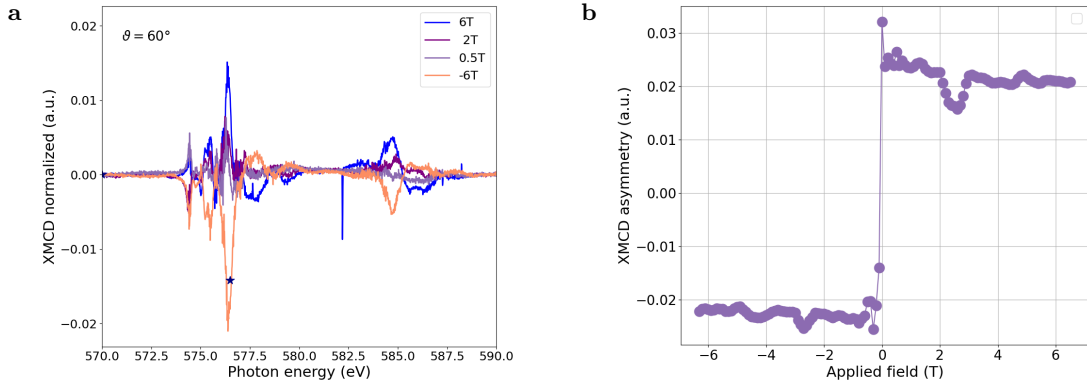 a
XMCD normalized (a.u.)
0.02
0.01
0.00
−0.01
−0.02
ϑ = 60°
6T
2T
0.5T
-6T
570.0 572.5 575.0 577.5 580.0 582.5 585.0 587.5 590.0
Photon energy (eV)
b
XMCD asymmetry (a.u.)
0.03
0.02
0.01
0.00
−0.01
−0.02
−6 −4 −2 0 2 4 6
Applied field (T)